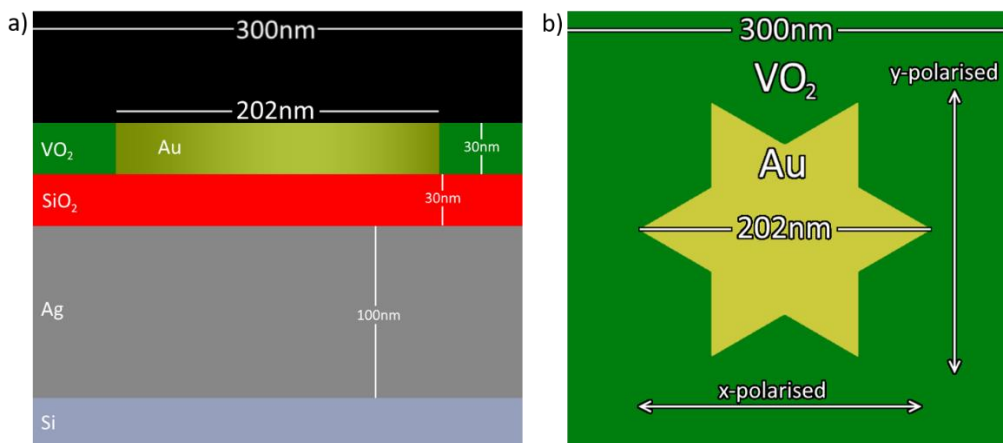 a)
300nm
202nm
VO₂
Au
30nm
SiO₂
30nm
Ag
100nm
Si
b)
300nm
VO₂
y-polarised
Au
202nm
x-polarised